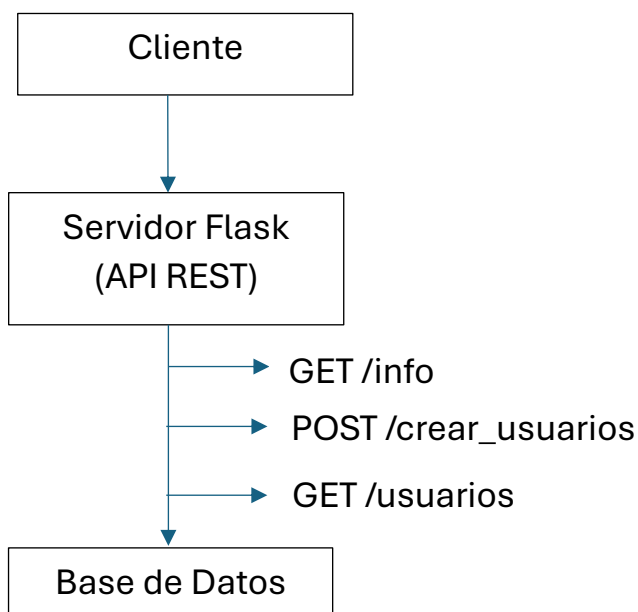 Cliente
Servidor Flask
(API REST)
GET /info
POST /crear_usuarios
GET /usuarios
Base de Datos